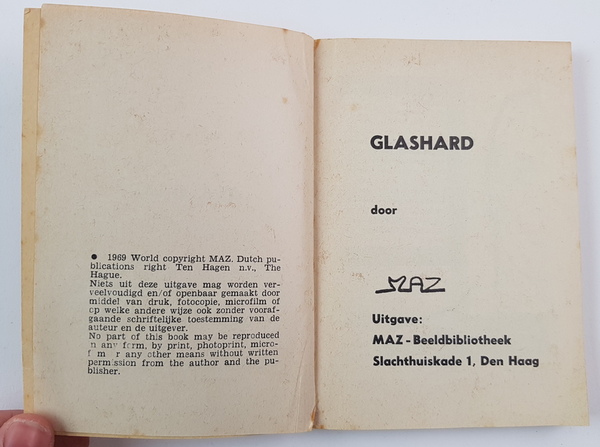 ● 1969 World copyright MAZ. Dutch pu-
blications right Ten Hagen n.v., The
Hague.
Niets uit deze uitgave mag worden ver-
veelvoudigd en/of openbaar gemaakt door
middel van druk, fotocopie, microfilm of
op welke andere wijze ook zonder vooraf-
gaande schriftelijke toestemming van de
auteur en de uitgever.
No part of this book may be reproduced
n any form, by print, photoprint, micro-
f m r any other means without written
permission from the author and the pu-
blisher.
GLASHARD
door
MAZ
Uitgave:
MAZ - Beeldbibliotheek
Slachthuiskade 1, Den Haag